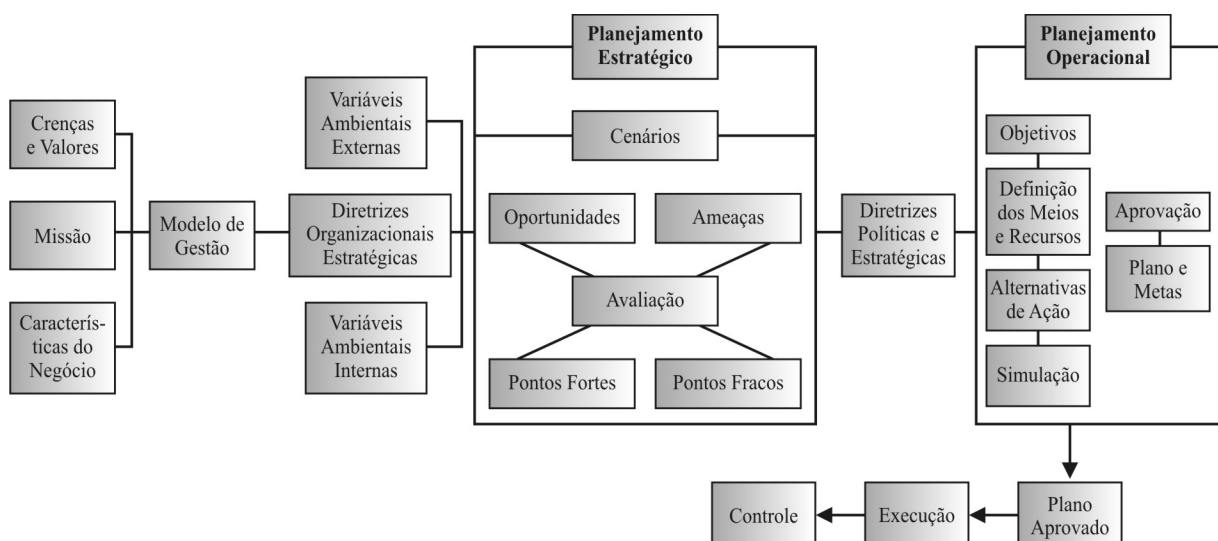 Crenças
e Valores
Missão
Caracterís-
ticas do
Negócio
Modelo de
Gestão
Variáveis
Ambientais
Externas
Diretrizes
Organizacionais
Estratégicas
Variáveis
Ambientais
Internas
Planejamento
Estratégico
Cenários
Oportunidades
Ameaças
Avaliação
Pontos Fortes
Pontos Fracos
Diretrizes
Políticas e
Estratégicas
Planejamento
Operacional
Objetivos
Definição
dos Meios
e Recursos
Alternativas
de Ação
Simulação
Aprovação
Plano e
Metas
Plano
Aprovado
Execução
Controle